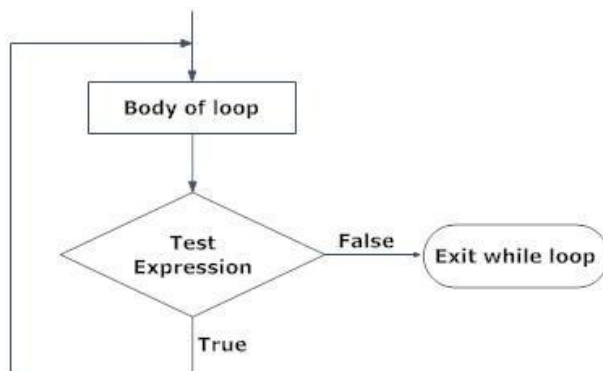 Body of loop
Test
Expression
False
Exit while loop
True